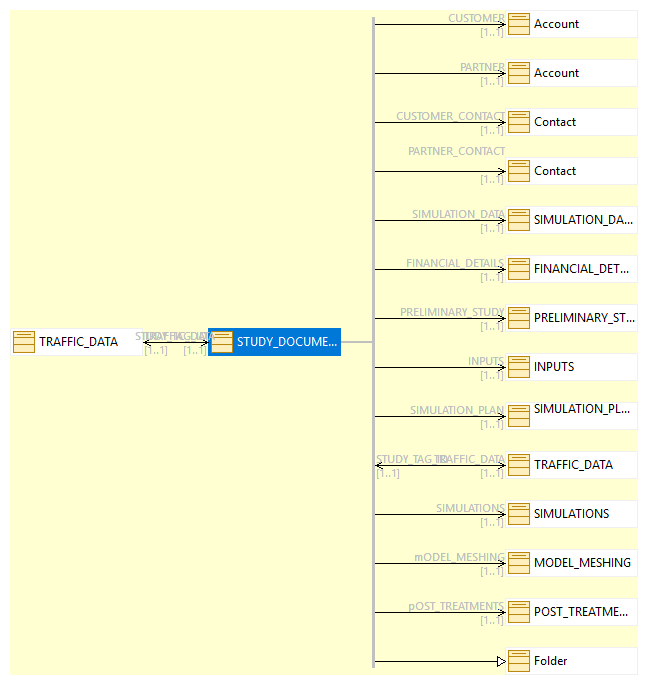 CUSTOMER
[1..1]
Account
PARTNER
[1..1]
Account
CUSTOMER_CONTACT
[1..1]
Contact
PARTNER_CONTACT
[1..1]
Contact
SIMULATION_DATA
[1..1]
SIMULATION_DA...
FINANCIAL_DETAILS
[1..1]
FINANCIAL_DET...
PRELIMINARY_STUDY
[1..1]
PRELIMINARY_ST...
TRAFFIC_DATA
[1..1]
[1..1]
STUDY_DOCUME...
INPUTS
[1..1]
INPUTS
SIMULATION_PLAN
[1..1]
SIMULATION_PL...
STUDY_TAG_ID
[1..1]
TRAFFIC_DATA
[1..1]
TRAFFIC_DATA
SIMULATIONS
[1..1]
SIMULATIONS
mODEL_MESHING
[1..1]
MODEL_MESHING
pOST_TREATMENTS
[1..1]
POST_TREATME...
Folder